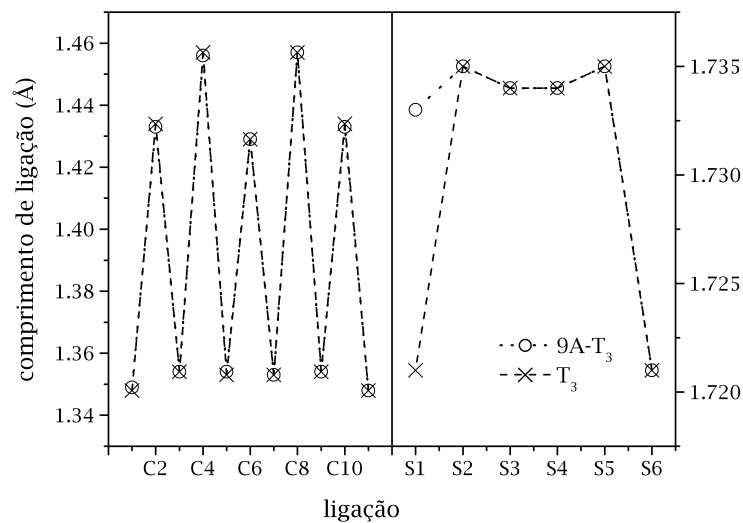 comprimento de ligação (Å)
1.46
1.44
1.42
1.40
1.38
1.36
1.34
1.735
1.730
1.725
1.720
9A-T₃
T₃
C2 C4 C6 C8 C10 S1 S2 S3 S4 S5 S6
ligação